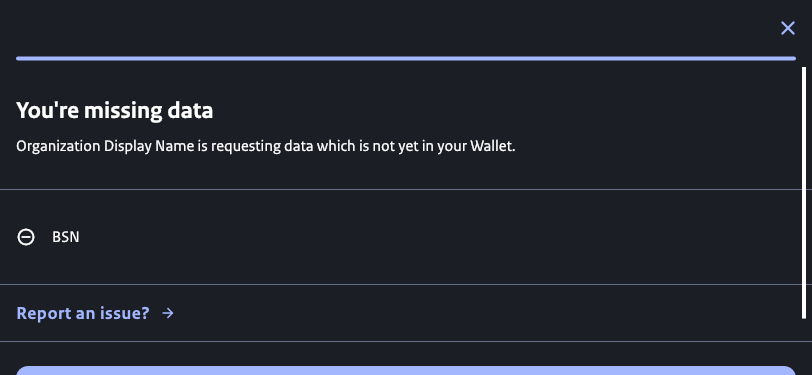 You're missing data
Organization Display Name is requesting data which is not yet in your Wallet.
BSN
Report an issue?